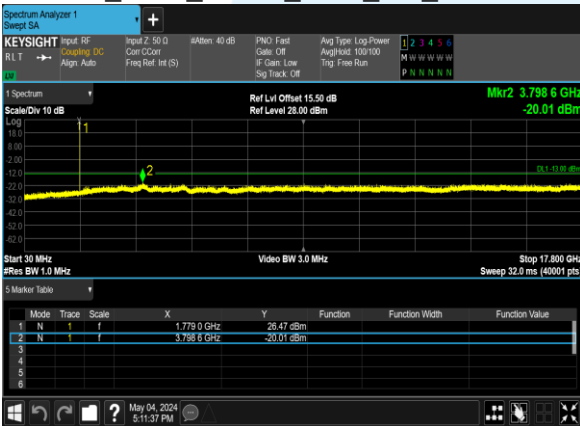 Spectrum Analyzer 1
Swept SA
+
KEYSIGHT Input: RF Input Z: 50 Ω #Atten: 40 dB PNO: Fast Avg Type: Log-Power 1 2 3 4 5 6
RLT Coupling: DC Corr CCorr Gate: Off Avg|Hold: 100/100 M W W W W W
Align: Auto Freq Ref: Int (S) IF Gain: Low Trig: Free Run
Sig Track: Off P N N N N N
1 Spectrum
Ref Lvl Offset 15.50 dB Mkr2 3.798 6 GHz
Scale/Div 10 dB Ref Level 28.00 dBm -20.01 dBm
Log
18.0
8.00
-2.00
-12.0
-22.0
-32.0
-42.0
-52.0
-62.0
1
2
DL1 -13.00 dBm
Start 30 MHz Video BW 3.0 MHz Stop 17.800 GHz
#Res BW 1.0 MHz Sweep 32.0 ms (40001 pts
5 Marker Table
Mode Trace Scale X Y Function Function Width Function Value
1 N 1 f 1.779 0 GHz 26.47 dBm
2 N 1 f 3.798 6 GHz -20.01 dBm
3
4
5
6
? May 04, 2024
5:11:37 PM